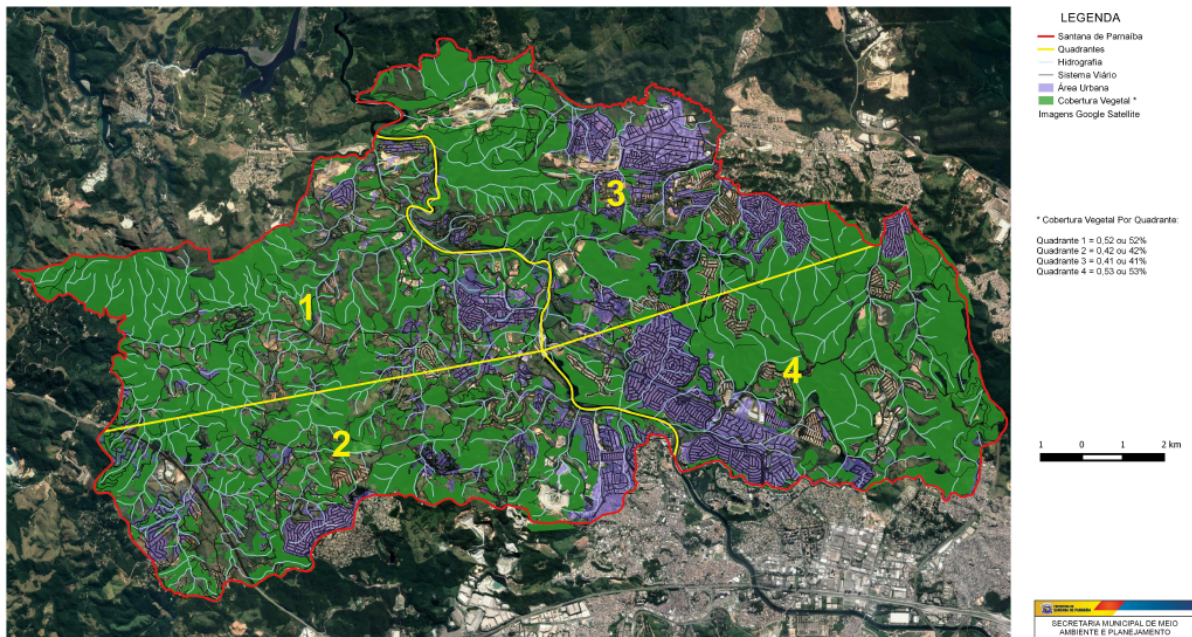 LEGENDA
Santana de Parnaíba
Quadrantes
Hidrografia
Sistema Viário
Área Urbana
Cobertura Vegetal *
Imagens Google Satellite
3
* Cobertura Vegetal Por Quadrante:
Quadrante 1 = 0,52 ou 52%
Quadrante 2 = 0,42 ou 42%
Quadrante 3 = 0,41 ou 41%
Quadrante 4 = 0,53 ou 53%
1
4
2
1 0 1 2 km
SANTANA DE PARNAÍBA
SECRETARIA MUNICIPAL DE MEIO
AMBIENTE E PLANEJAMENTO